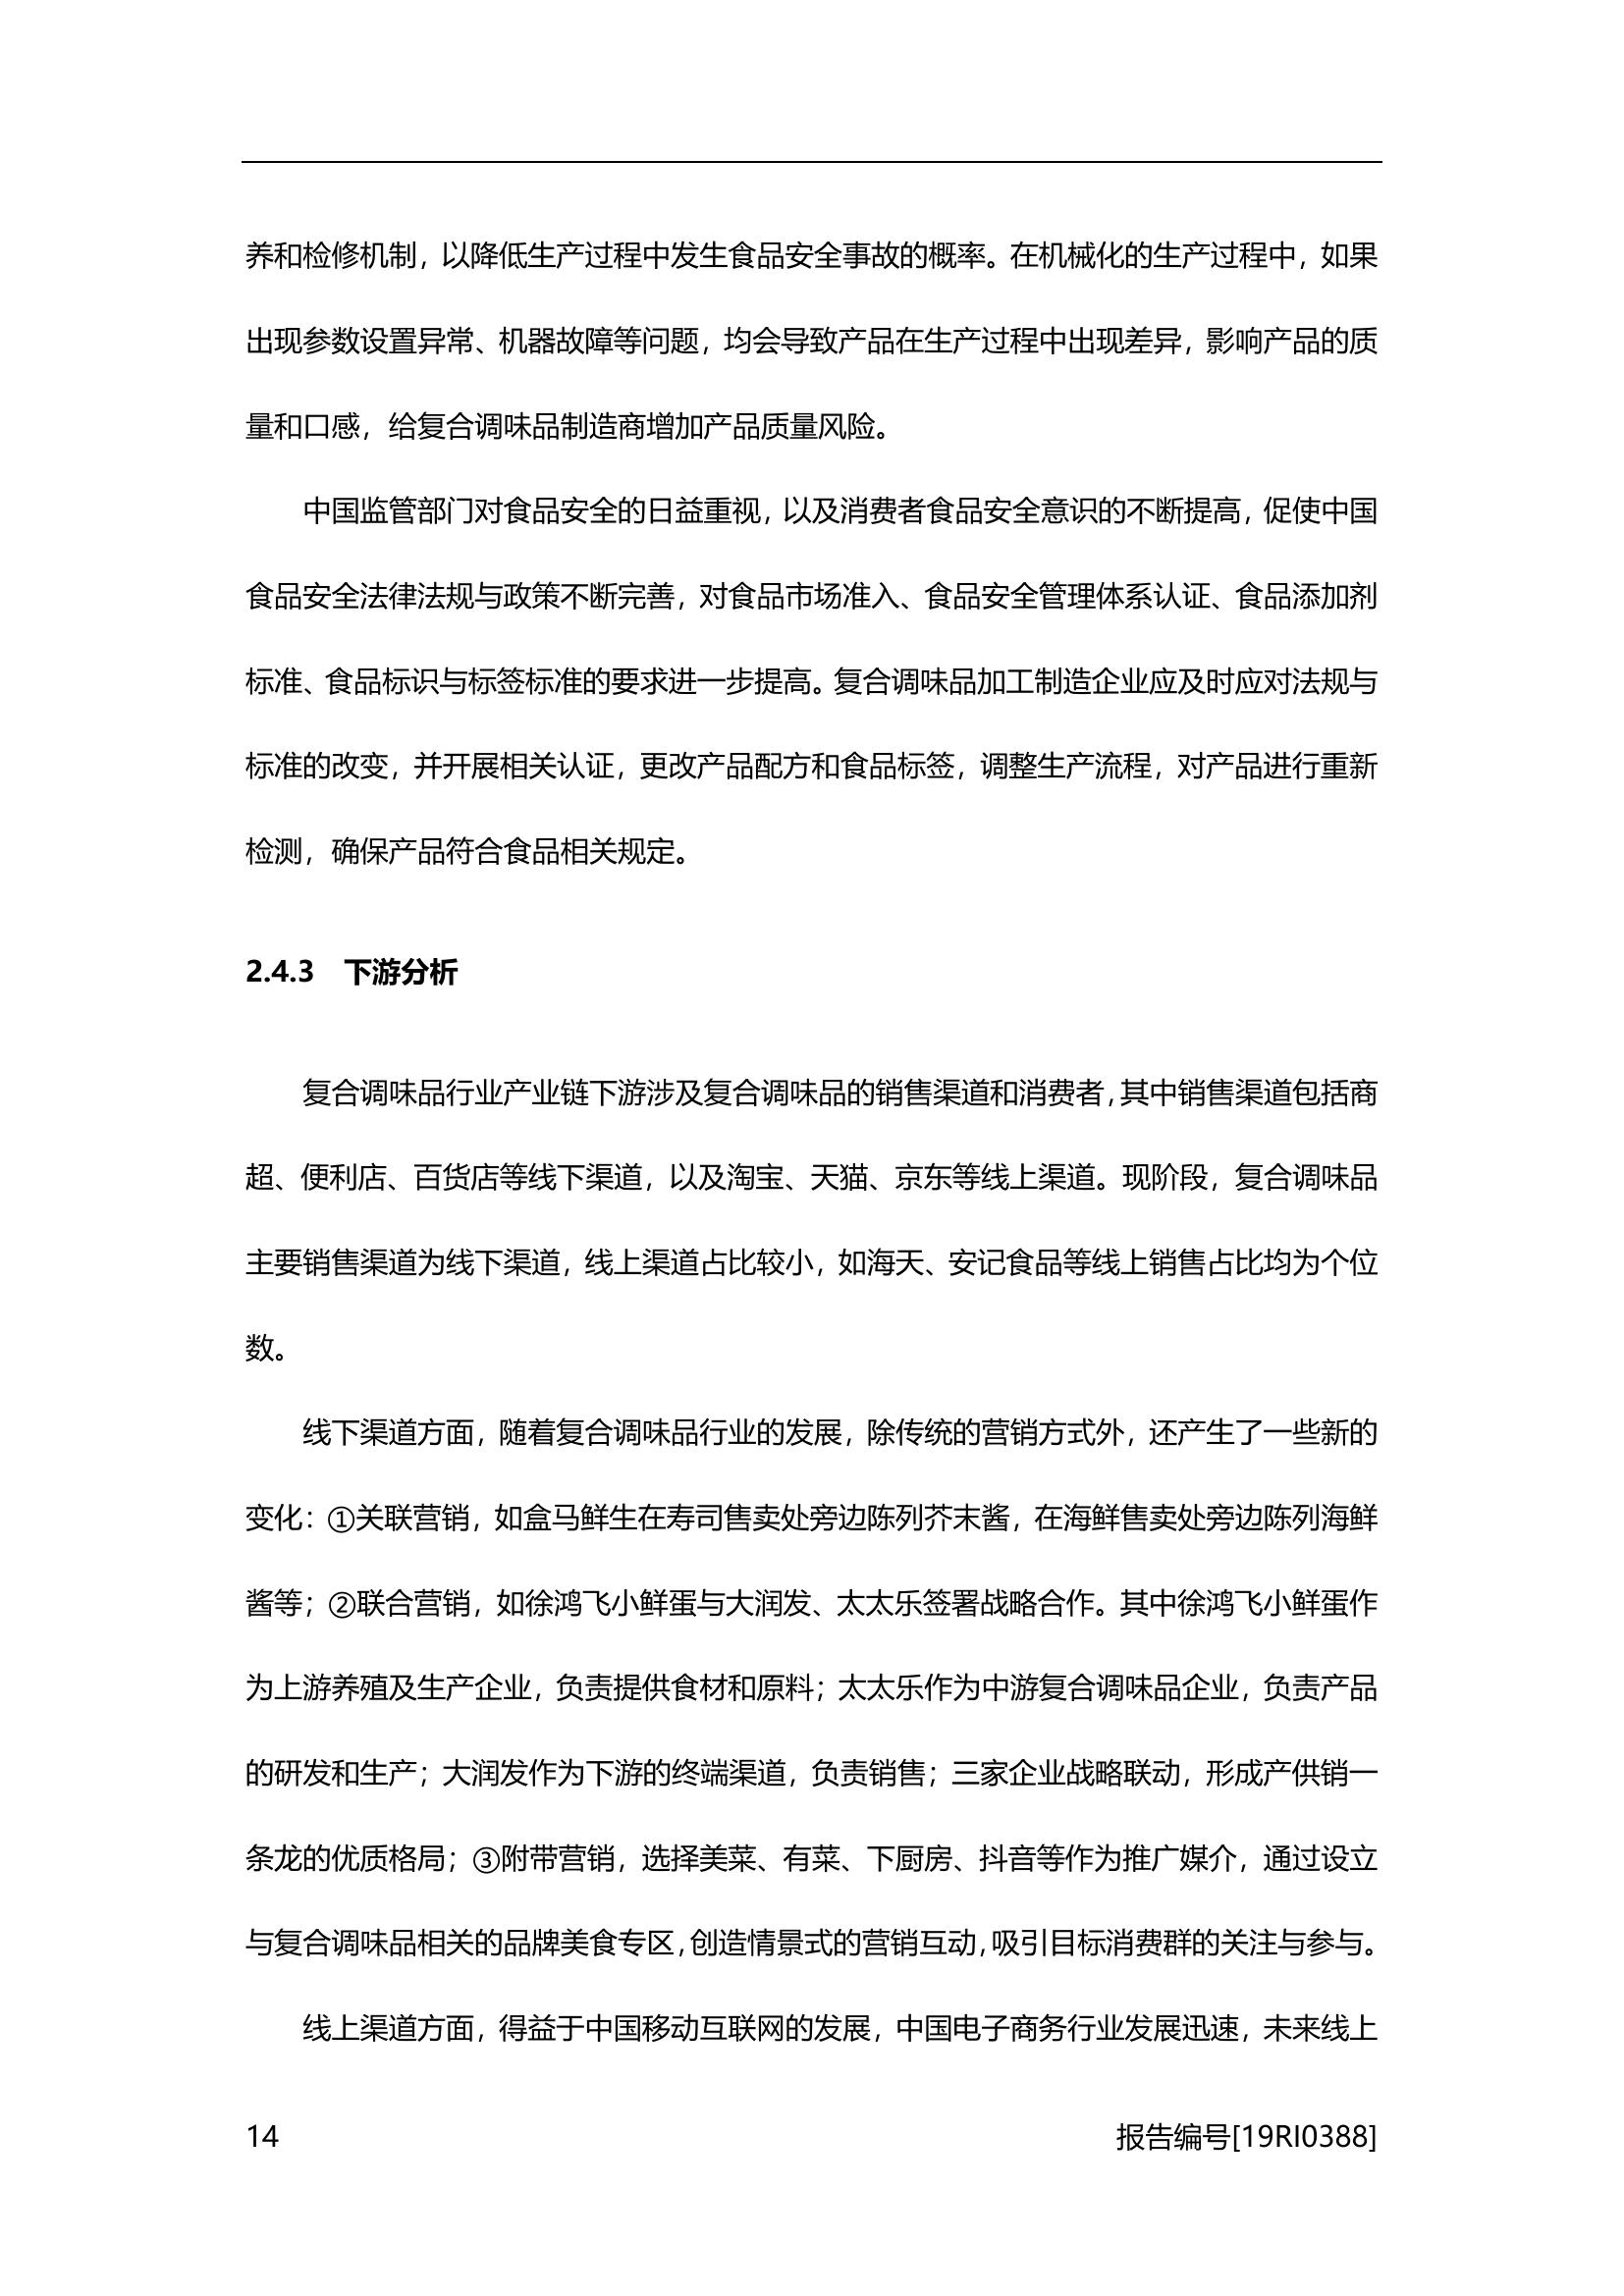 养和检修机制，以降低生产过程中发生食品安全事故的概率。在机械化的生产过程中，如果
出现参数设置异常、机器故障等问题，均会导致产品在生产过程中出现差异，影响产品的质
量和口感，给复合调味品制造商增加产品质量风险。
中国监管部门对食品安全的日益重视，以及消费者食品安全意识的不断提高，促使中国
食品安全法律法规与政策不断完善，对食品市场准入、食品安全管理体系认证、食品添加剂
标准、食品标识与标签标准的要求进一步提高。复合调味品加工制造企业应及时应对法规与
标准的改变，并开展相关认证，更改产品配方和食品标签，调整生产流程，对产品进行重新
检测，确保产品符合食品相关规定。
2.4.3 下游分析
复合调味品行业产业链下游涉及复合调味品的销售渠道和消费者，其中销售渠道包括商
超、便利店、百货店等线下渠道，以及淘宝、天猫、京东等线上渠道。现阶段，复合调味品
主要销售渠道为线下渠道，线上渠道占比较小，如海天、安记食品等线上销售占比均为个位
数。
线下渠道方面，随着复合调味品行业的发展，除传统的营销方式外，还产生了一些新的
变化：①关联营销，如盒马鲜生在寿司售卖处旁边陈列芥末酱，在海鲜售卖处旁边陈列海鲜
酱等；②联合营销，如徐鸿飞小鲜蛋与大润发、太太乐签署战略合作。其中徐鸿飞小鲜蛋作
为上游养殖及生产企业，负责提供食材和原料；太太乐作为中游复合调味品企业，负责产品
的研发和生产；大润发作为下游的终端渠道，负责销售；三家企业战略联动，形成产供销一
条龙的优质格局；③附带营销，选择美菜、有菜、下厨房、抖音等作为推广媒介，通过设立
与复合调味品相关的品牌美食专区，创造情景式的营销互动，吸引目标消费群的关注与参与。
线上渠道方面，得益于中国移动互联网的发展，中国电子商务行业发展迅速，未来线上
14 报告编号[19RI0388]